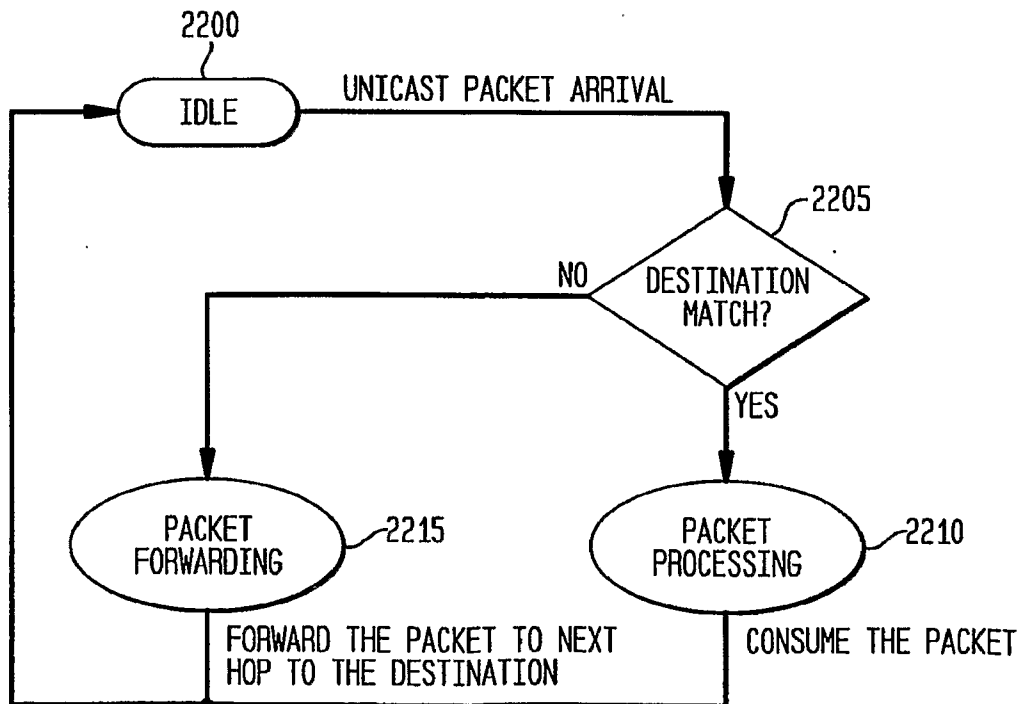 2200
IDLE
UNICAST PACKET ARRIVAL
2205
NO
DESTINATION
MATCH?
YES
PACKET
FORWARDING
2215
PACKET
PROCESSING
2210
FORWARD THE PACKET TO NEXT
HOP TO THE DESTINATION
CONSUME THE PACKET